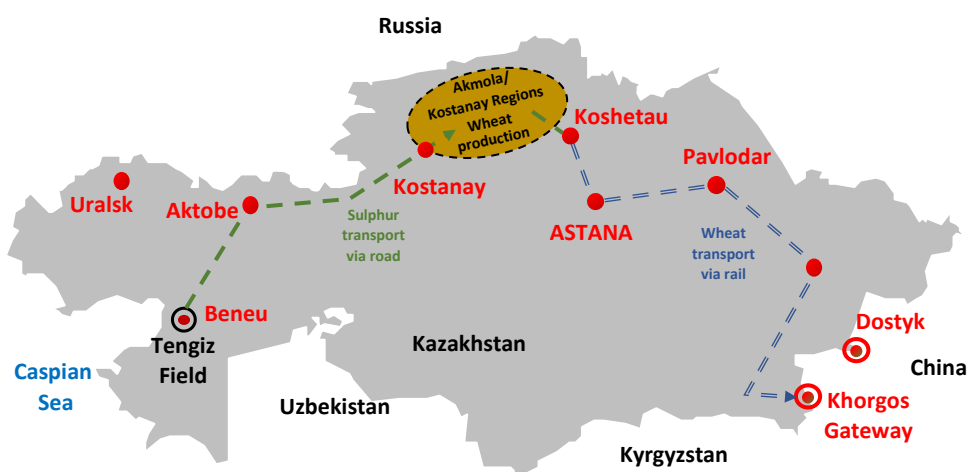 Russia
Akmola/
Kostanay Regions
Wheat
production
Koshetau
Pavlodar
Kostanay
Uralsk
Aktobe
Sulphur
transport
via road
ASTANA
Wheat
transport
via rail
Beneu
Tengiz
Field
Kazakhstan
Dostyk
China
Caspian
Sea
Uzbekistan
Khorgos
Gateway
Kyrgyzstan